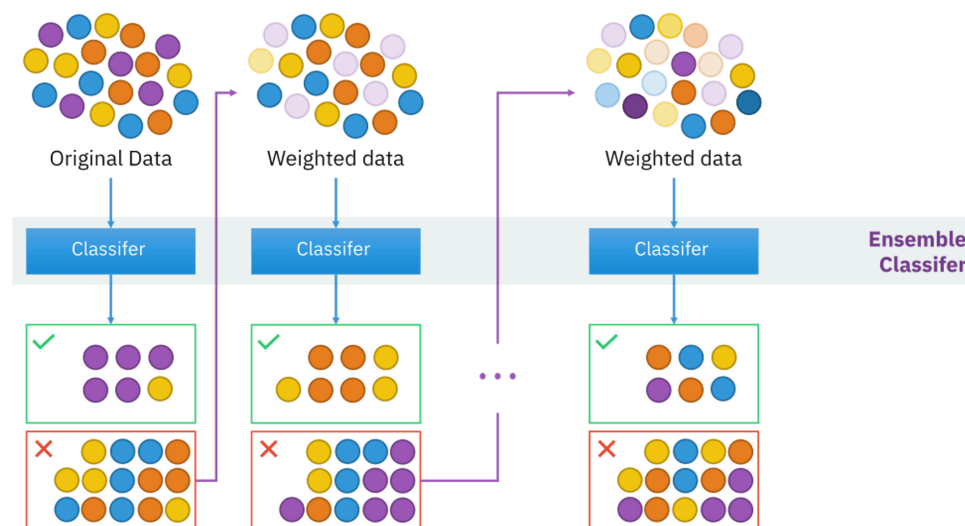 Original Data
Weighted data
Weighted data
Classifer
Classifer
Classifer
Ensemble
Classifer
...